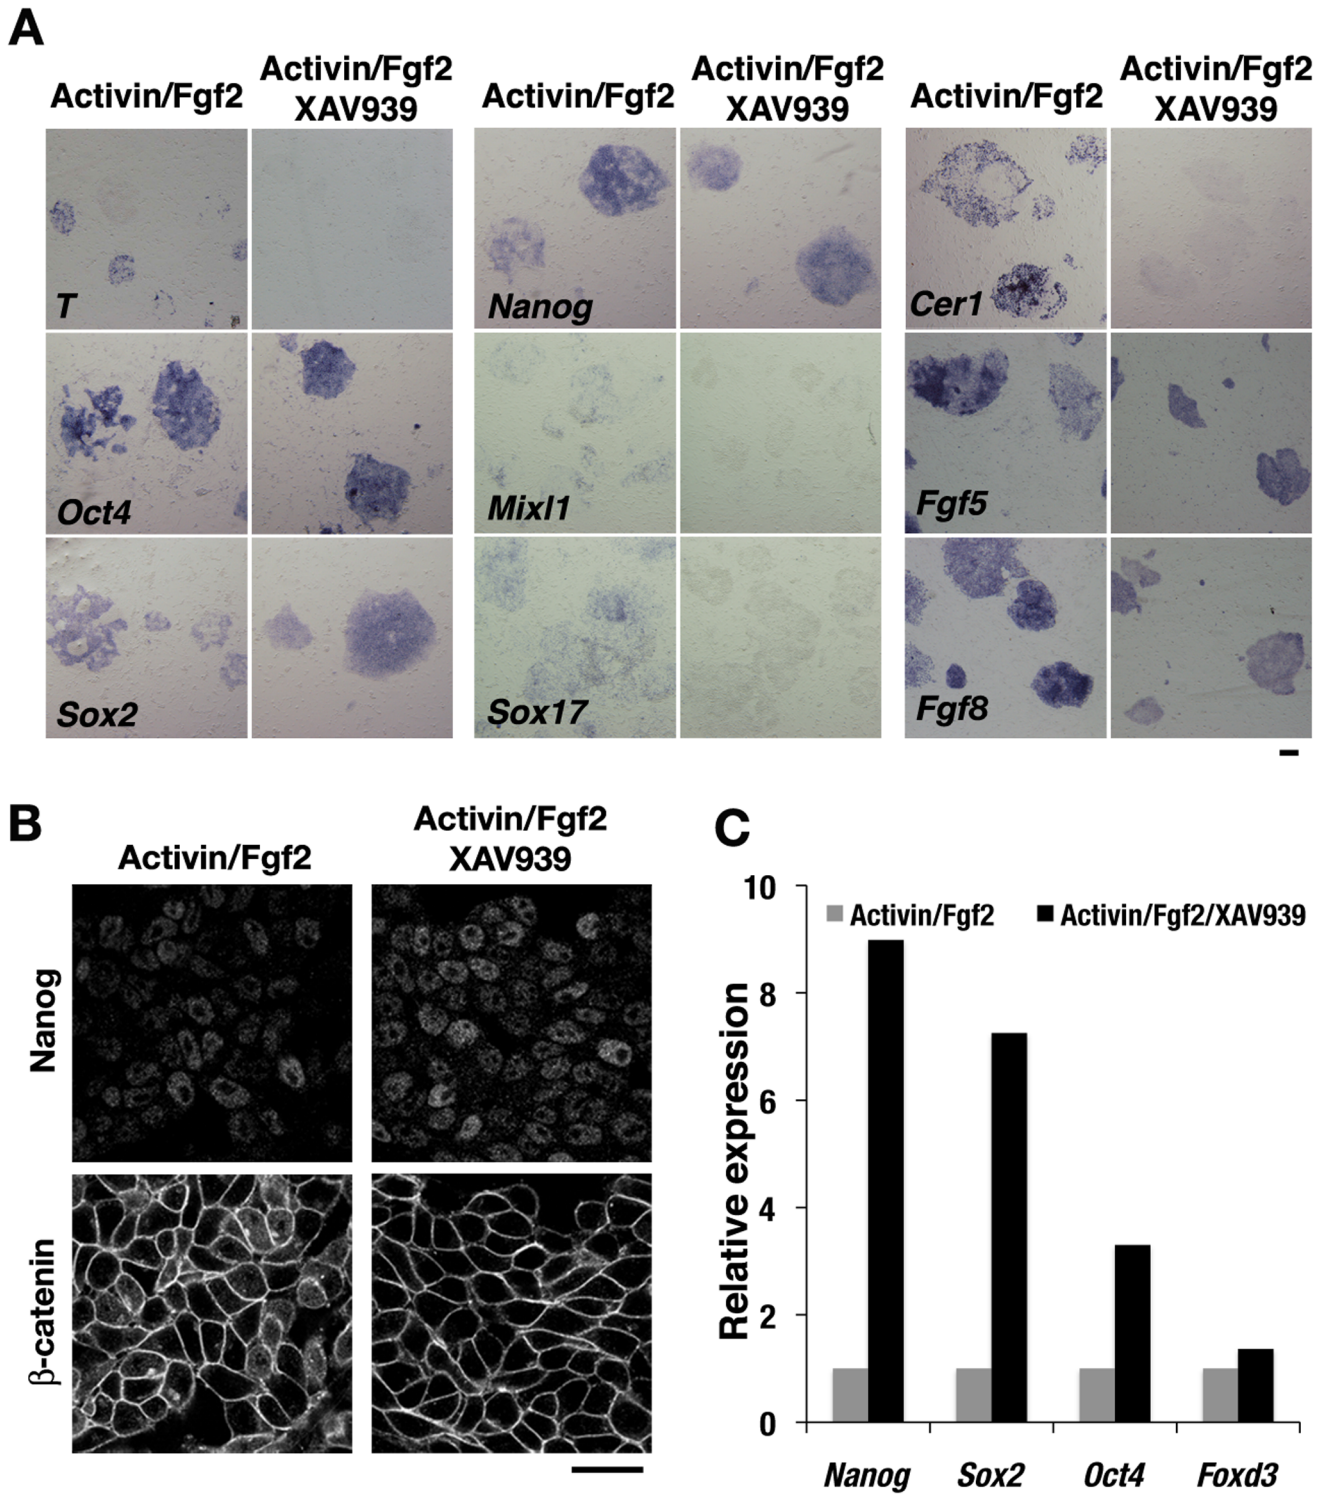 A
Activin/Fgf2
Activin/Fgf2
XAV939
Activin/Fgf2
Activin/Fgf2
XAV939
Activin/Fgf2
Activin/Fgf2
XAV939
T
Nanog
Cer1
Oct4
Mixl1
Fgf5
Sox2
Sox17
Fgf8
B
Activin/Fgf2
Activin/Fgf2
XAV939
Nanog
β-catenin
C
10
8
6
4
2
0
Relative expression
Activin/Fgf2
Activin/Fgf2/XAV939
Nanog
Sox2
Oct4
Foxd3